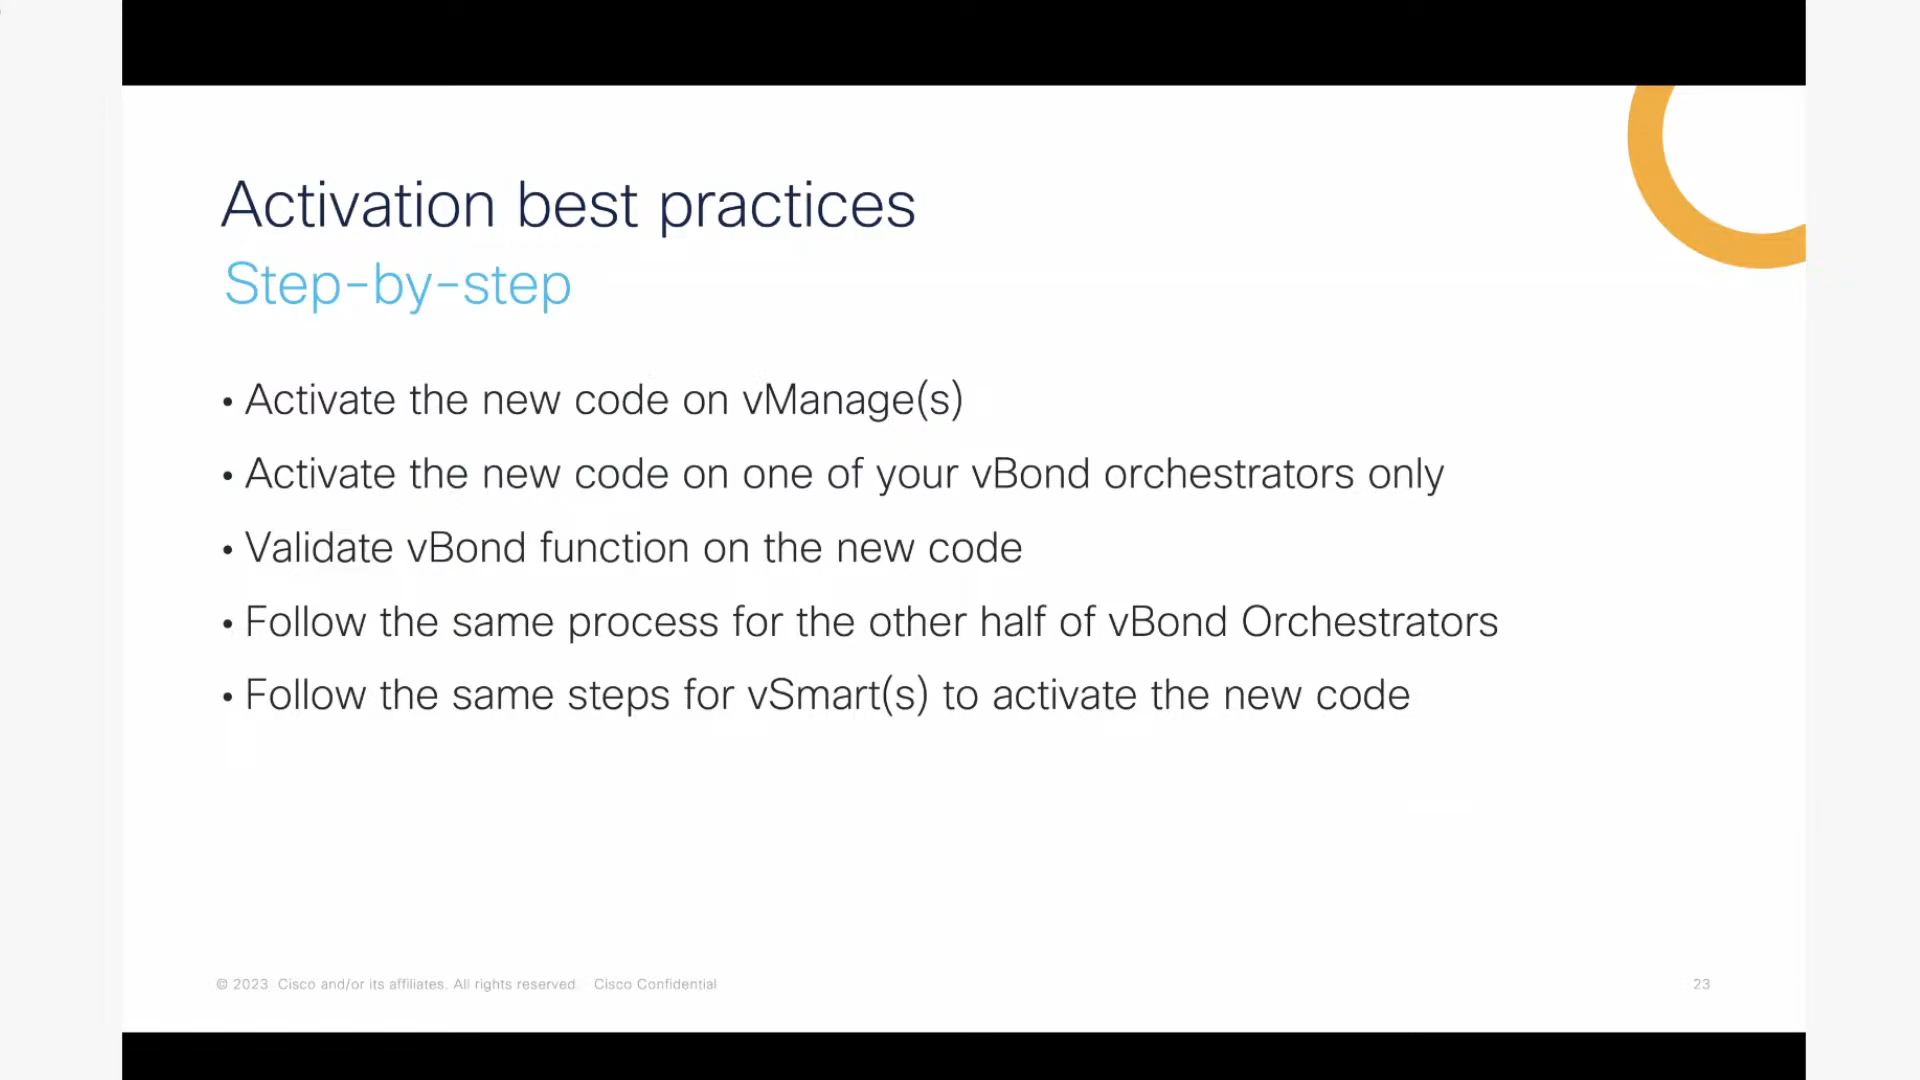 Activation best practices
Step-by-step
• Activate the new code on vManage(s)
• Activate the new code on one of your vBond orchestrators only
• Validate vBond function on the new code
• Follow the same process for the other half of vBond Orchestrators
• Follow the same steps for vSmart(s) to activate the new code
© 2023 Cisco and/or its affiliates. All rights reserved. Cisco Confidential
23